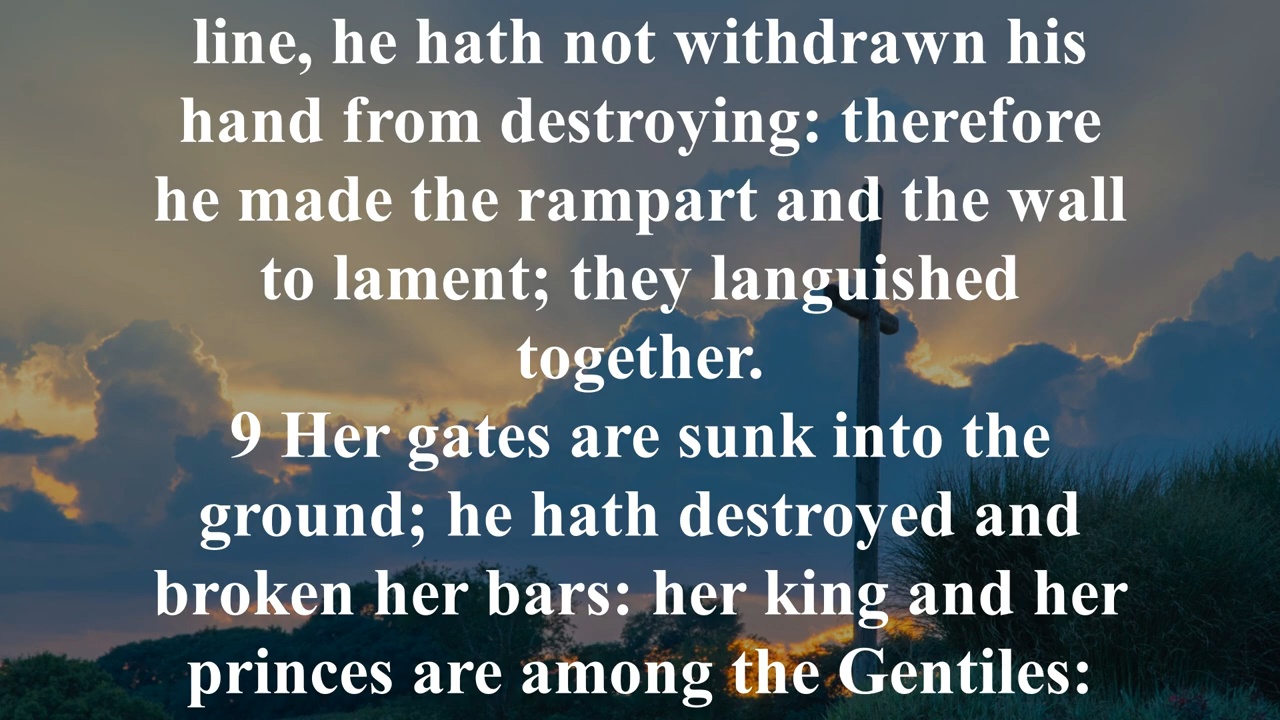 line, he hath not withdrawn his
hand from destroying: therefore
he made the rampart and the wall
to lament; they languished
together.
9 Her gates are sunk into the
ground; he hath destroyed and
broken her bars: her king and her
princes are among the Gentiles: